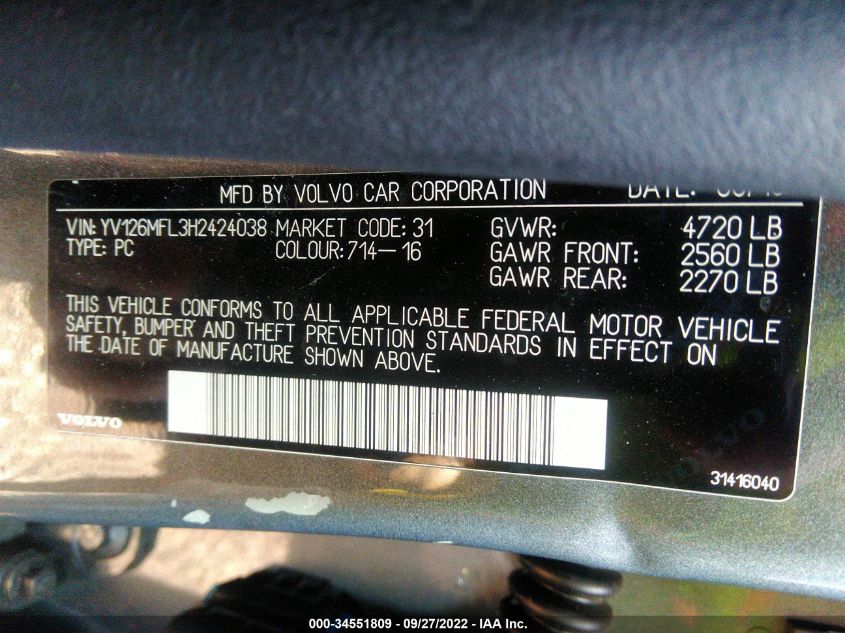 MFD BY VOLVO CAR CORPORATION DATE:
VIN: YV126MFL3H2424038 MARKET CODE: 31 GVWR: 4720 LB
TYPE: PC COLOUR: 714-16 GAWR FRONT: 2560 LB
GAWR REAR: 2270 LB
THIS VEHICLE CONFORMS TO ALL APPLICABLE FEDERAL MOTOR VEHICLE
SAFETY, BUMPER AND THEFT PREVENTION STANDARDS IN EFFECT ON
THE DATE OF MANUFACTURE SHOWN ABOVE.
VOLVO
VOLVO
31416040
000-34551809 - 09/27/2022 - IAA Inc.